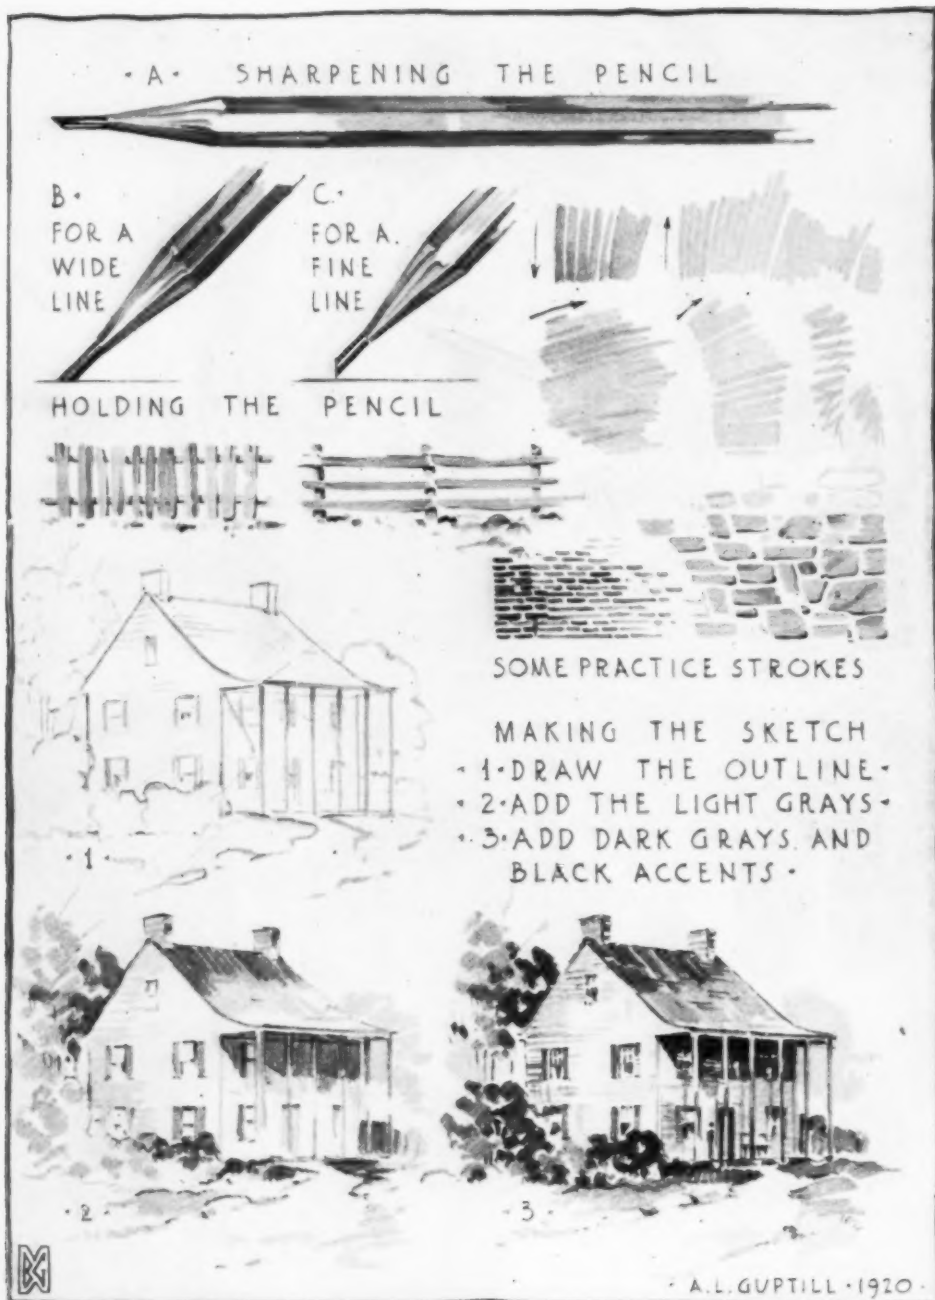 ·A· SHARPENING THE PENCIL
B·
FOR A
WIDE
LINE
C·
FOR A.
FINE
LINE
HOLDING THE PENCIL
SOME PRACTICE STROKES
MAKING THE SKETCH
·1·DRAW THE OUTLINE·
·2·ADD THE LIGHT GRAYS·
·3·ADD DARK GRAYS AND
BLACK ACCENTS·
·1·
·2·
·3·
·A.L.GUPTILL·1920·